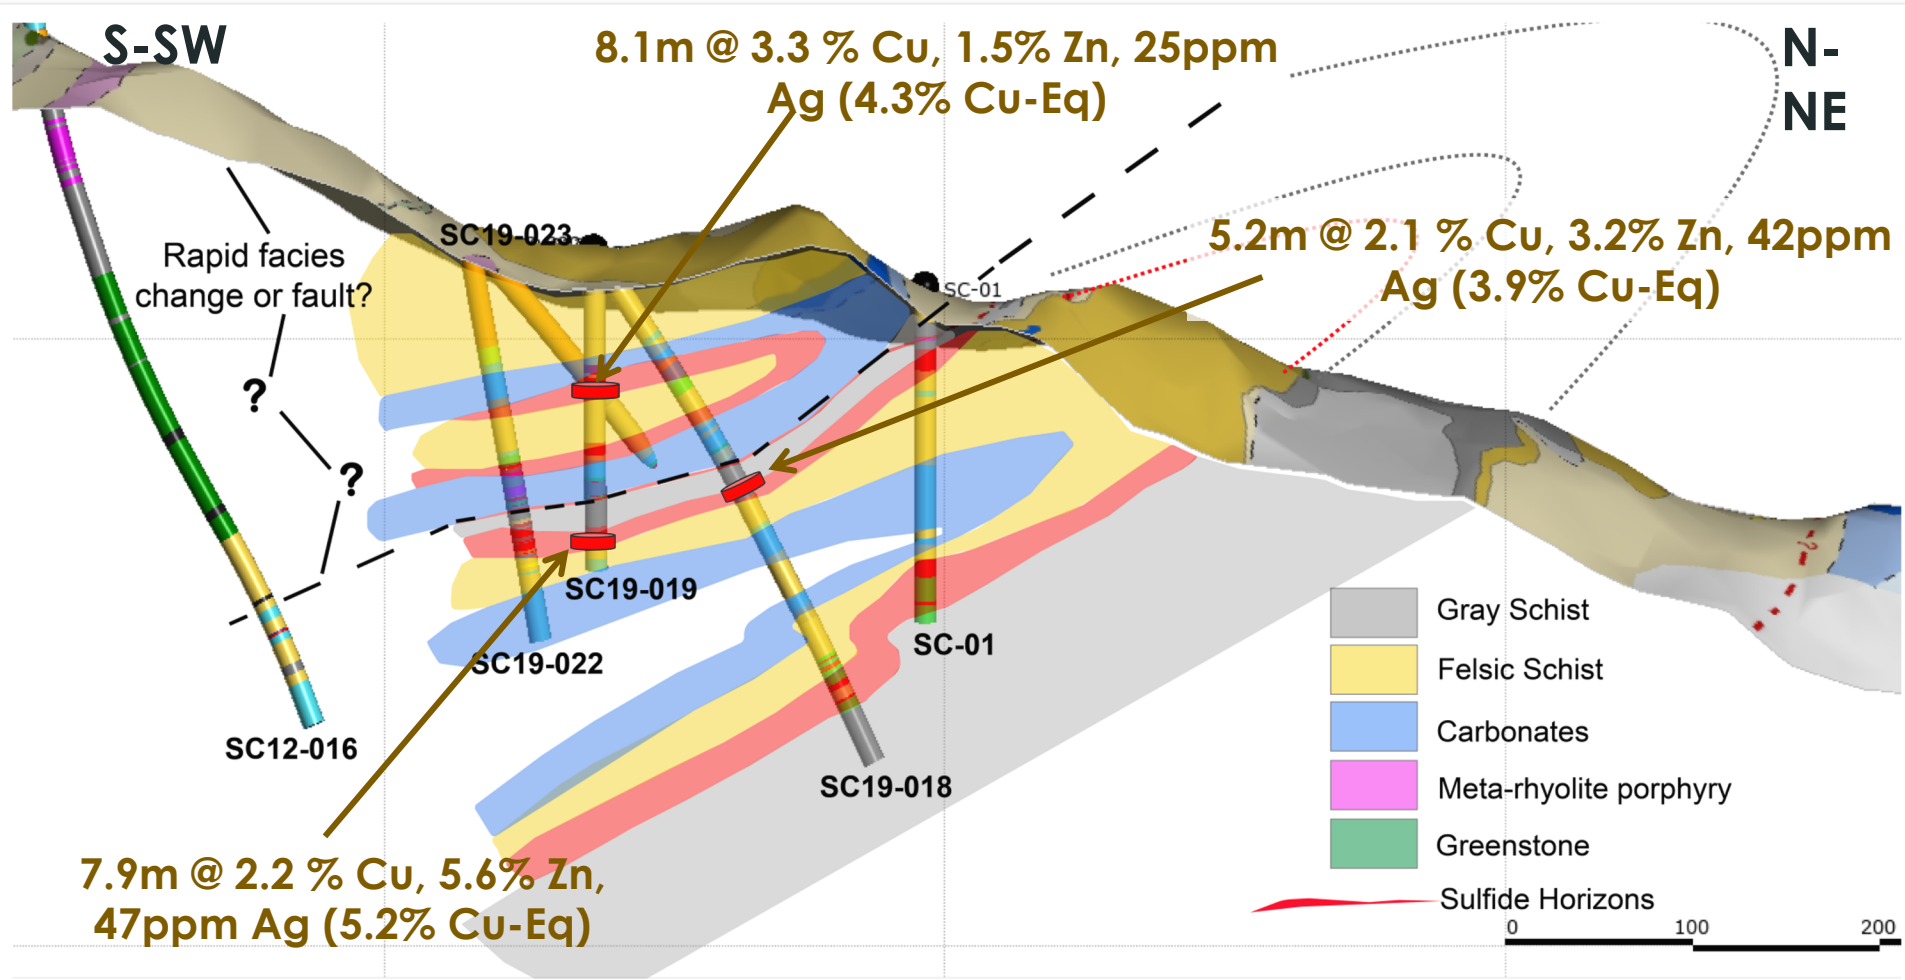 S-SW
8.1m @ 3.3 % Cu, 1.5% Zn, 25ppm
Ag (4.3% Cu-Eq)
N-
NE
SC19-023
Rapid facies
change or fault?
5.2m @ 2.1 % Cu, 3.2% Zn, 42ppm
Ag (3.9% Cu-Eq)
SC-01
?
?
SC19-019
SC19-022
SC-01
SC12-016
SC19-018
?
7.9m @ 2.2 % Cu, 5.6% Zn,
47ppm Ag (5.2% Cu-Eq)
Gray Schist
Felsic Schist
Carbonates
Meta-rhyolite porphyry
Greenstone
Sulfide Horizons
0 100 200